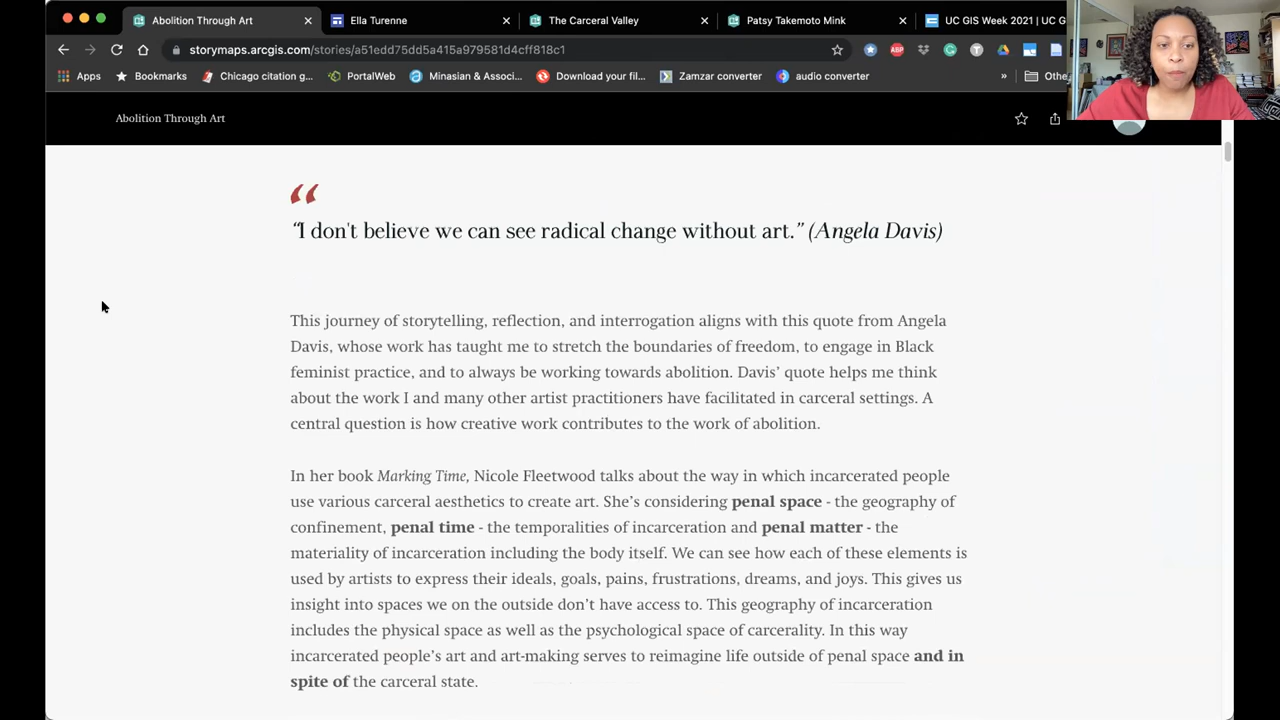 Abolition Through Art
Ella Turenne
The Carceral Valley
Patsy Takemoto Mink
UC GIS Week 2021 | UC G
storymaps.arcgis.com/stories/a51edd75dd5a415a979581d4cff818c1
ABP
Apps
Bookmarks
Chicago citation g...
PortalWeb
Minasian & Associ...
Download your fil...
Zamzar converter
audio converter
»
Othe
Abolition Through Art
“
“I don't believe we can see radical change without art.” (Angela Davis)
This journey of storytelling, reflection, and interrogation aligns with this quote from Angela
Davis, whose work has taught me to stretch the boundaries of freedom, to engage in Black
feminist practice, and to always be working towards abolition. Davis’ quote helps me think
about the work I and many other artist practitioners have facilitated in carceral settings. A
central question is how creative work contributes to the work of abolition.
In her book Marking Time, Nicole Fleetwood talks about the way in which incarcerated people
use various carceral aesthetics to create art. She’s considering penal space - the geography of
confinement, penal time - the temporalities of incarceration and penal matter - the
materiality of incarceration including the body itself. We can see how each of these elements is
used by artists to express their ideals, goals, pains, frustrations, dreams, and joys. This gives us
insight into spaces we on the outside don’t have access to. This geography of incarceration
includes the physical space as well as the psychological space of carcerality. In this way
incarcerated people’s art and art-making serves to reimagine life outside of penal space and in
spite of the carceral state.